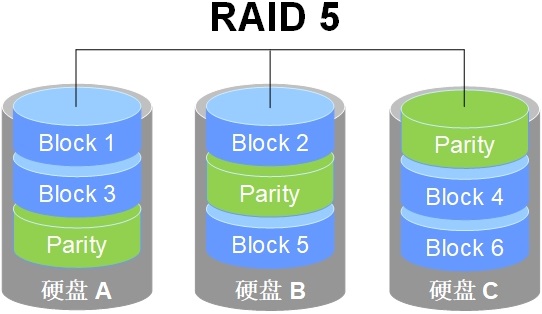 RAID 5
Block 1
Block 3
Parity
硬盘 A
Block 2
Parity
Block 5
硬盘 B
Parity
Block 4
Block 6
硬盘 C